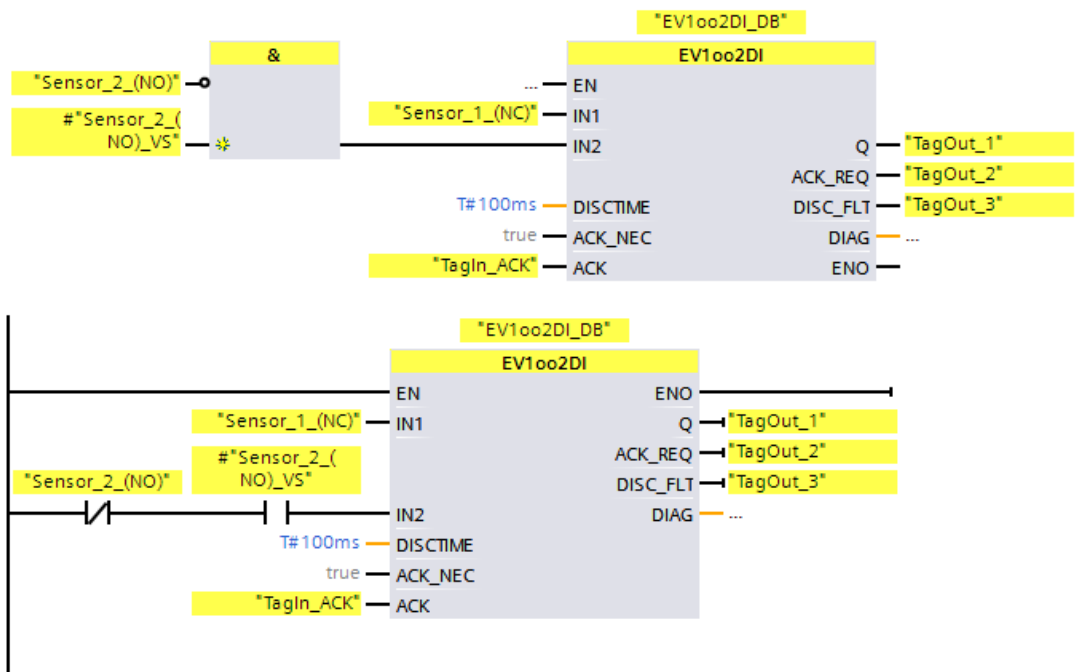 "EV1oo2DI_DB"
&
EV1oo2DI
"Sensor_2_(NO)"
... EN
#"Sensor_2_(
NO)_VS"
"Sensor_1_(NC)" IN1
IN2 Q "TagOut_1"
ACK_REQ "TagOut_2"
T#100ms DISCTIME DISC_FLT "TagOut_3"
true ACK_NEC DIAG ...
"TagIn_ACK" ACK ENO
"EV1oo2DI_DB"
EV1oo2DI
EN ENO
"Sensor_1_(NC)" IN1 Q "TagOut_1"
"Sensor_2_(NO)"
#"Sensor_2_(
NO)_VS"
ACK_REQ "TagOut_2"
DISC_FLT "TagOut_3"
IN2 DIAG ...
T#100ms DISCTIME
true ACK_NEC
"TagIn_ACK" ACK